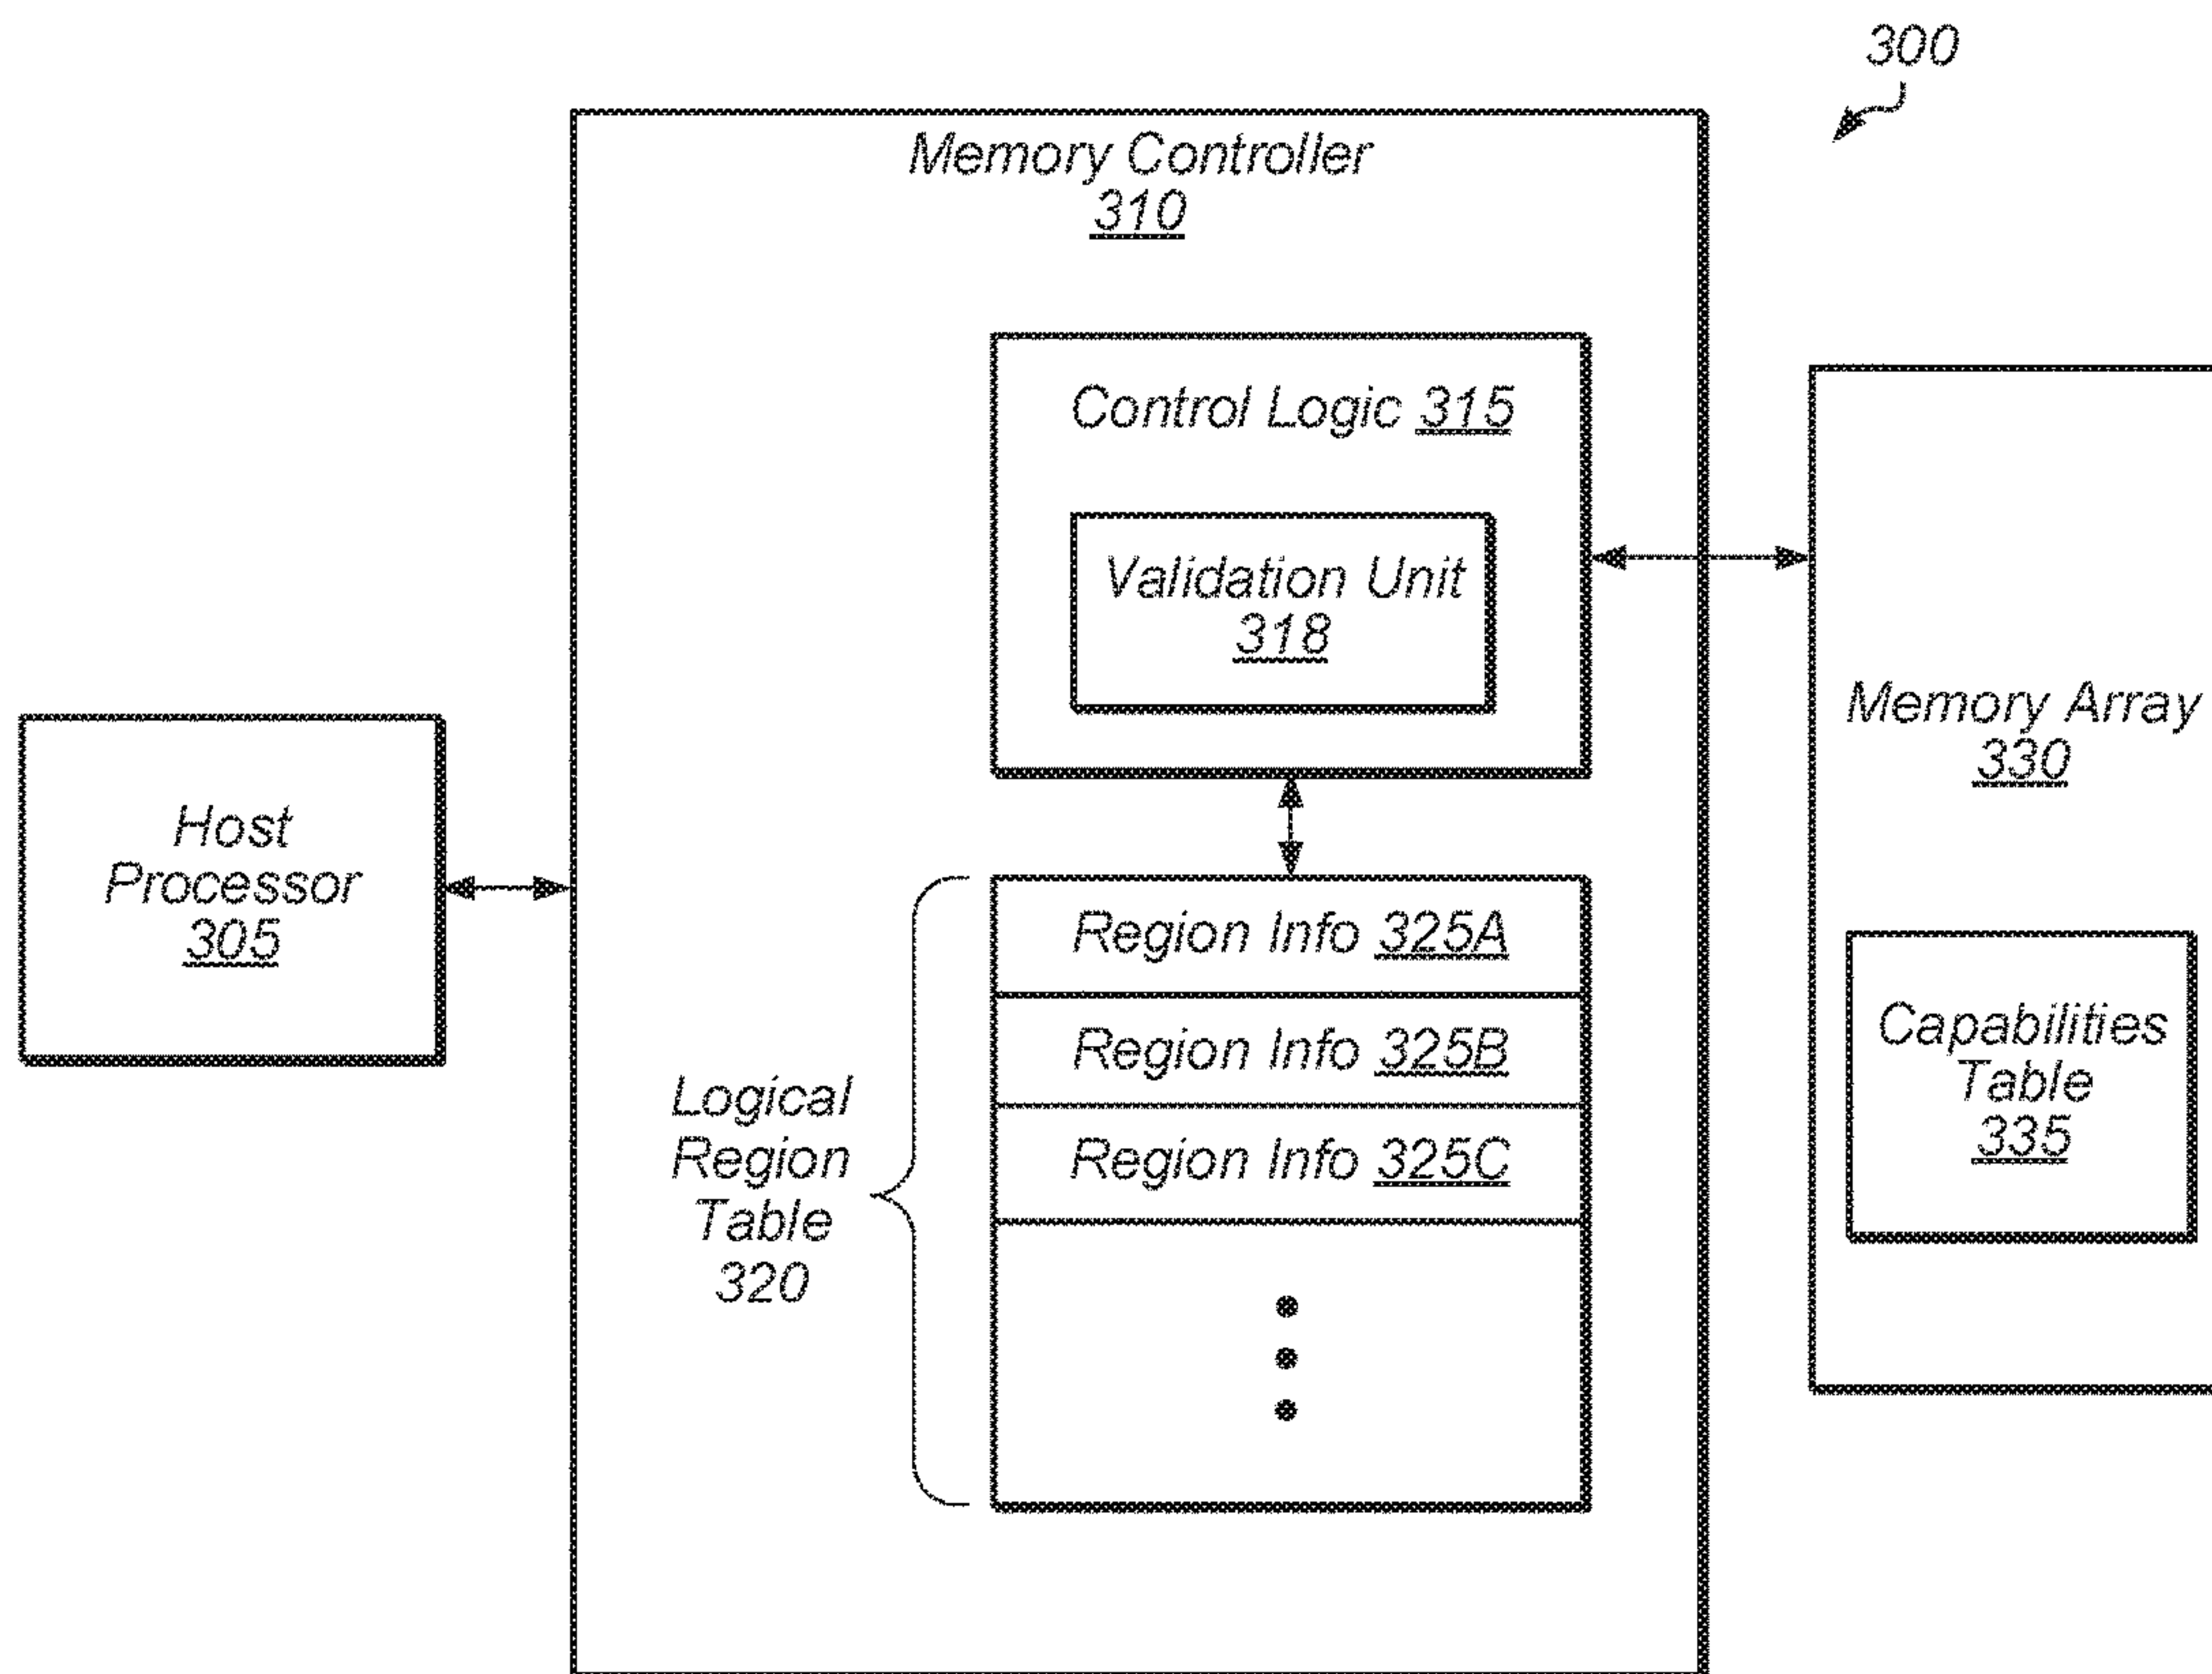 300
Memory Controller
310
Control Logic 315
Validation Unit
318
Host
Processor
305
Logical
Region
Table
320
Region Info 325A
Region Info 325B
Region Info 325C
Memory Array
330
Capabilities
Table
335